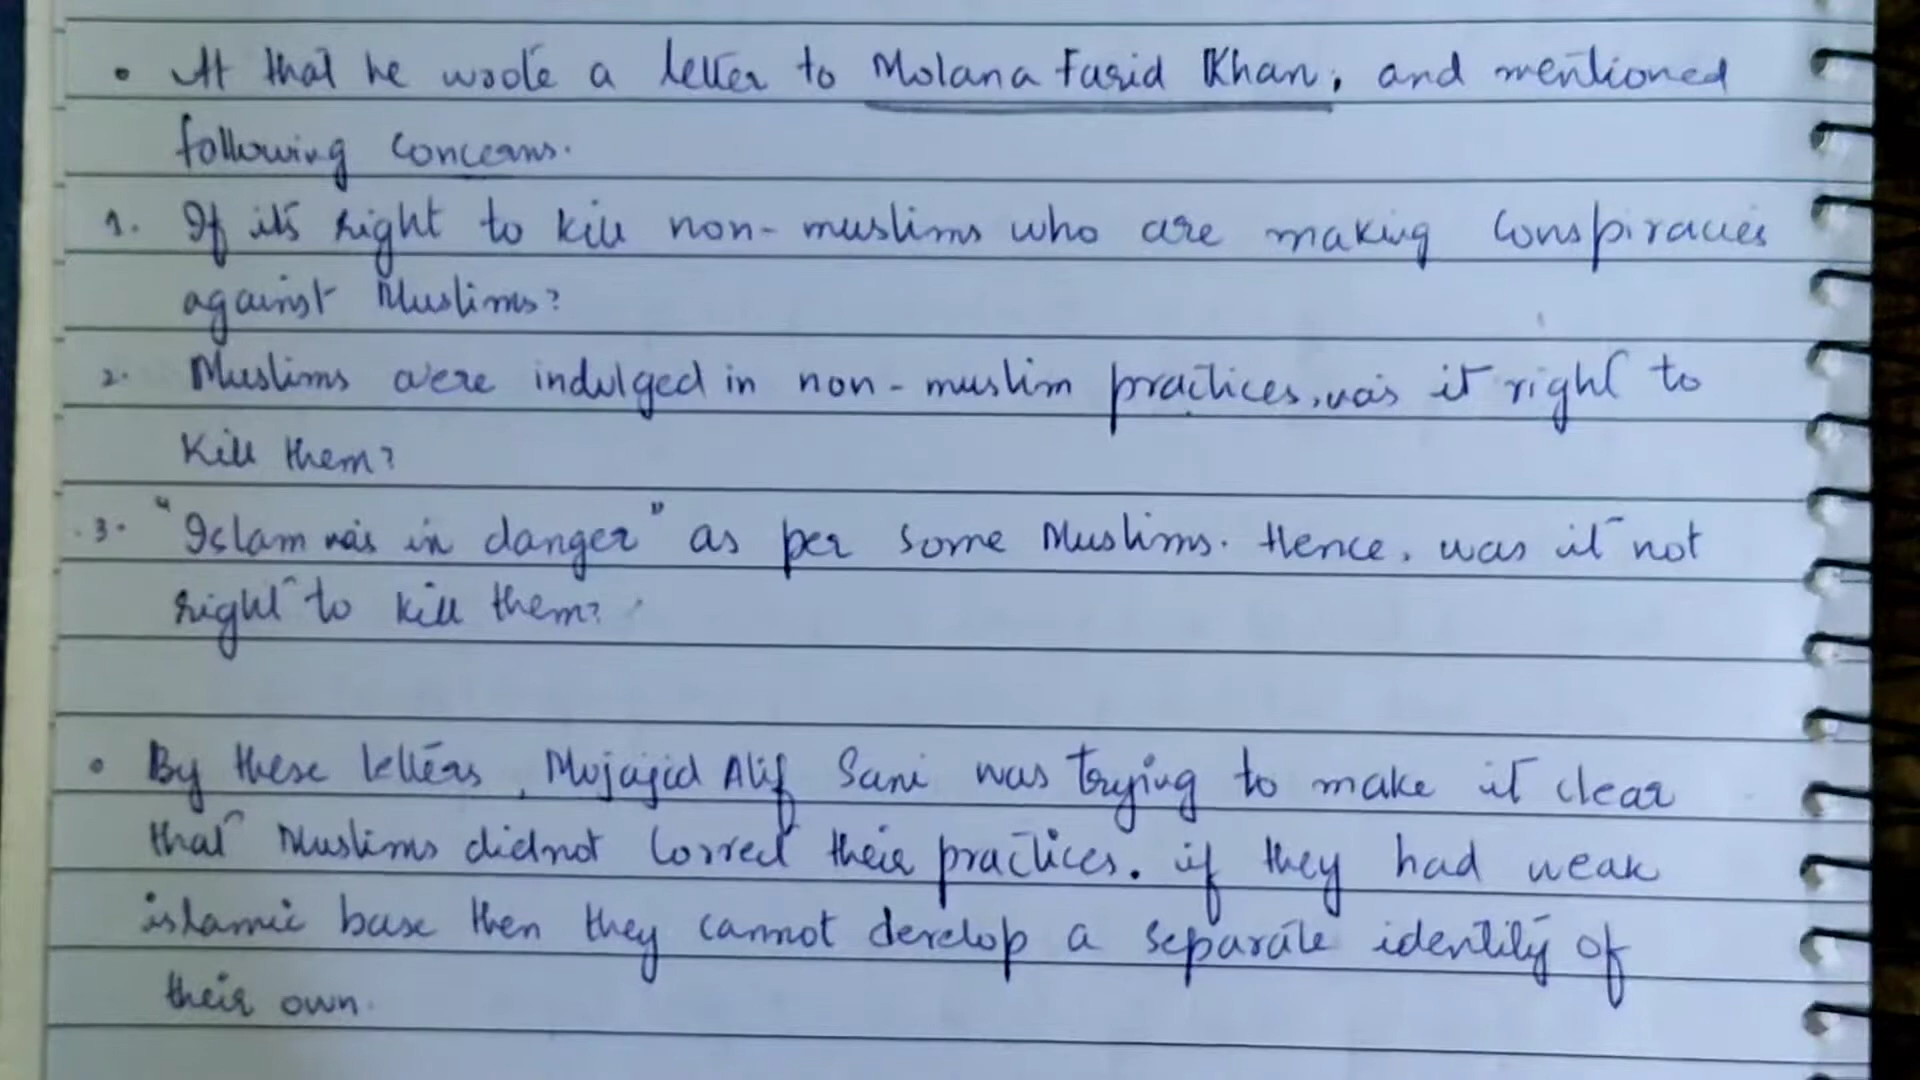 • At that he wrote a letter to Molana Farid Khan, and mentioned
following concerns.
1. If it's right to kill non-muslims who are making conspiracies
against Muslims?
2. Muslims were indulged in non-muslim practices, was it right to
kill them?
3. "Islam was in danger" as per some Muslims. Hence, was it not
right to kill them?
• By these letters, Mujajid Alif Sani was trying to make it clear
that Muslims didnot correct their practices. if they had weak
islamic base then they cannot develop a separate identity of
their own.